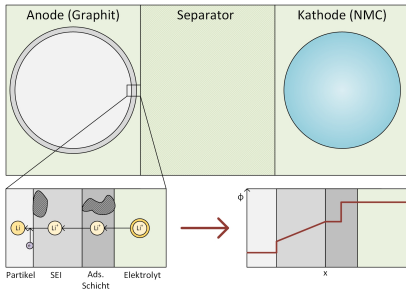 Anode (Graphit) Separator Kathode (NMC)
Li Li⁺ Li⁺ Li⁺
e⁻
Partikel SEI Ads. Schicht Elektrolyt
ϕ
x